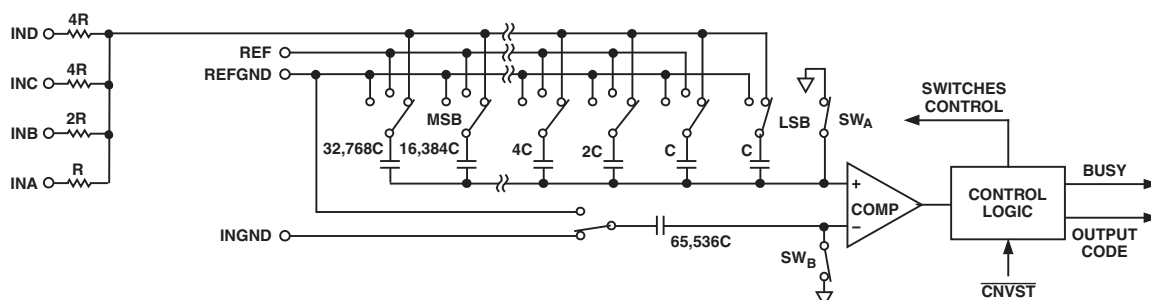 IND
4R
INC
4R
INB
2R
INA
R
REF
REFGND
MSB
LSB
SWA
SWITCHES
CONTROL
32,768C
16,384C
4C
2C
C
C
+
COMP
–
CONTROL
LOGIC
BUSY
OUTPUT
CODE
INGND
65,536C
SWB
CNVST